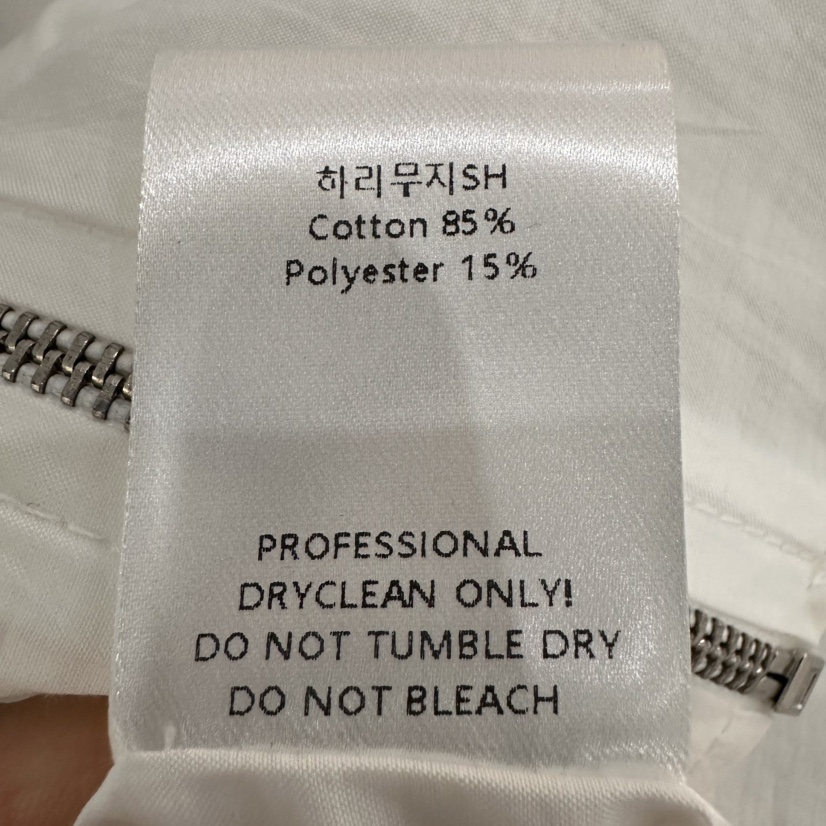 하리무지SH
Cotton 85%
Polyester 15%
PROFESSIONAL
DRYCLEAN ONLY!
DO NOT TUMBLE DRY
DO NOT BLEACH